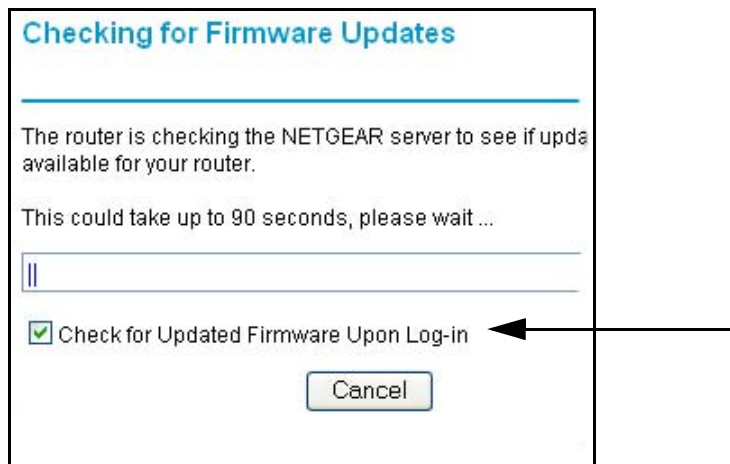 Checking for Firmware Updates
The router is checking the NETGEAR server to see if upda
available for your router.
This could take up to 90 seconds, please wait ...
Check for Updated Firmware Upon Log-in
Cancel